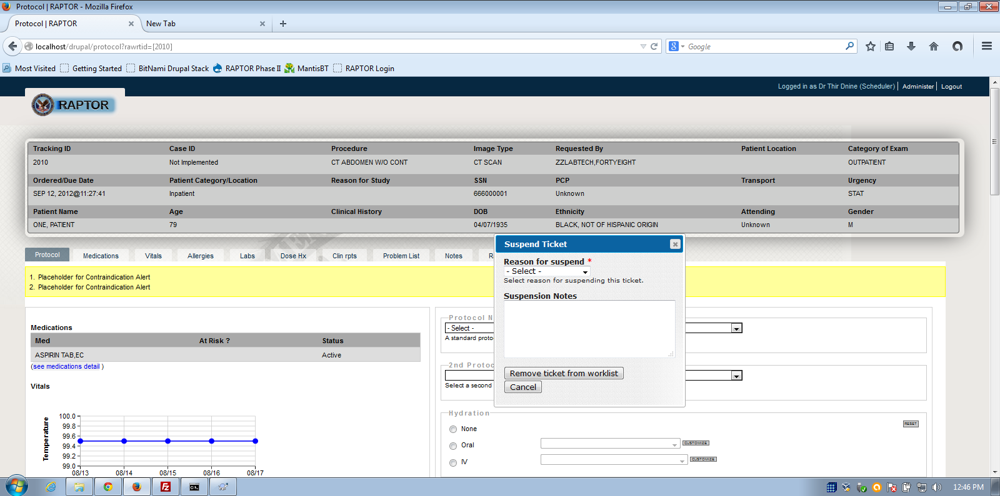 Protocol | RAPTOR - Mozilla Firefox
Protocol | RAPTOR
New Tab
localhost/drupal/protocol?rawrtid=[2010]
Google
Most Visited Getting Started BitNami Drupal Stack RAPTOR Phase II MantisBT RAPTOR Login
Logged in as Dr Thir Dnine (Scheduler) Administer Logout
RAPTOR
Tracking ID Case ID Procedure Image Type Requested By Patient Location Category of Exam
2010 Not Implemented CT ABDOMEN W/O CONT CT SCAN ZZLABTECH,FORTYEIGHT OUTPATIENT
Ordered/Due Date Patient Category/Location Reason for Study SSN PCP Transport Urgency
SEP 12, 2012@11:27:41 Inpatient 666000001 Unknown STAT
Patient Name Age Clinical History DOB Ethnicity Attending Gender
ONE, PATIENT 79 04/07/1935 BLACK, NOT OF HISPANIC ORIGIN Unknown M
Protocol Medications Vitals Allergies Labs Dose Hx Clin rpts Problem List Notes R
1. Placeholder for Contraindication Alert
2. Placeholder for Contraindication Alert
Suspend Ticket
Reason for suspend *
- Select -
Select reason for suspending this ticket.
Suspension Notes
Remove ticket from worklist
Cancel
Medications
Med At Risk ? Status
ASPIRIN TAB,EC Active
(see medications detail )
Vitals
Temperature
100.0
99.8
99.6
99.4
99.2
99.0
08/13 08/14 08/15 08/16 08/17
Protocol N
- Select -
A standard proto
2nd Protoc
Select a second
Hydration
RESET
None
Oral CUSTOMIZE
IV CUSTOMIZE
12:46 PM